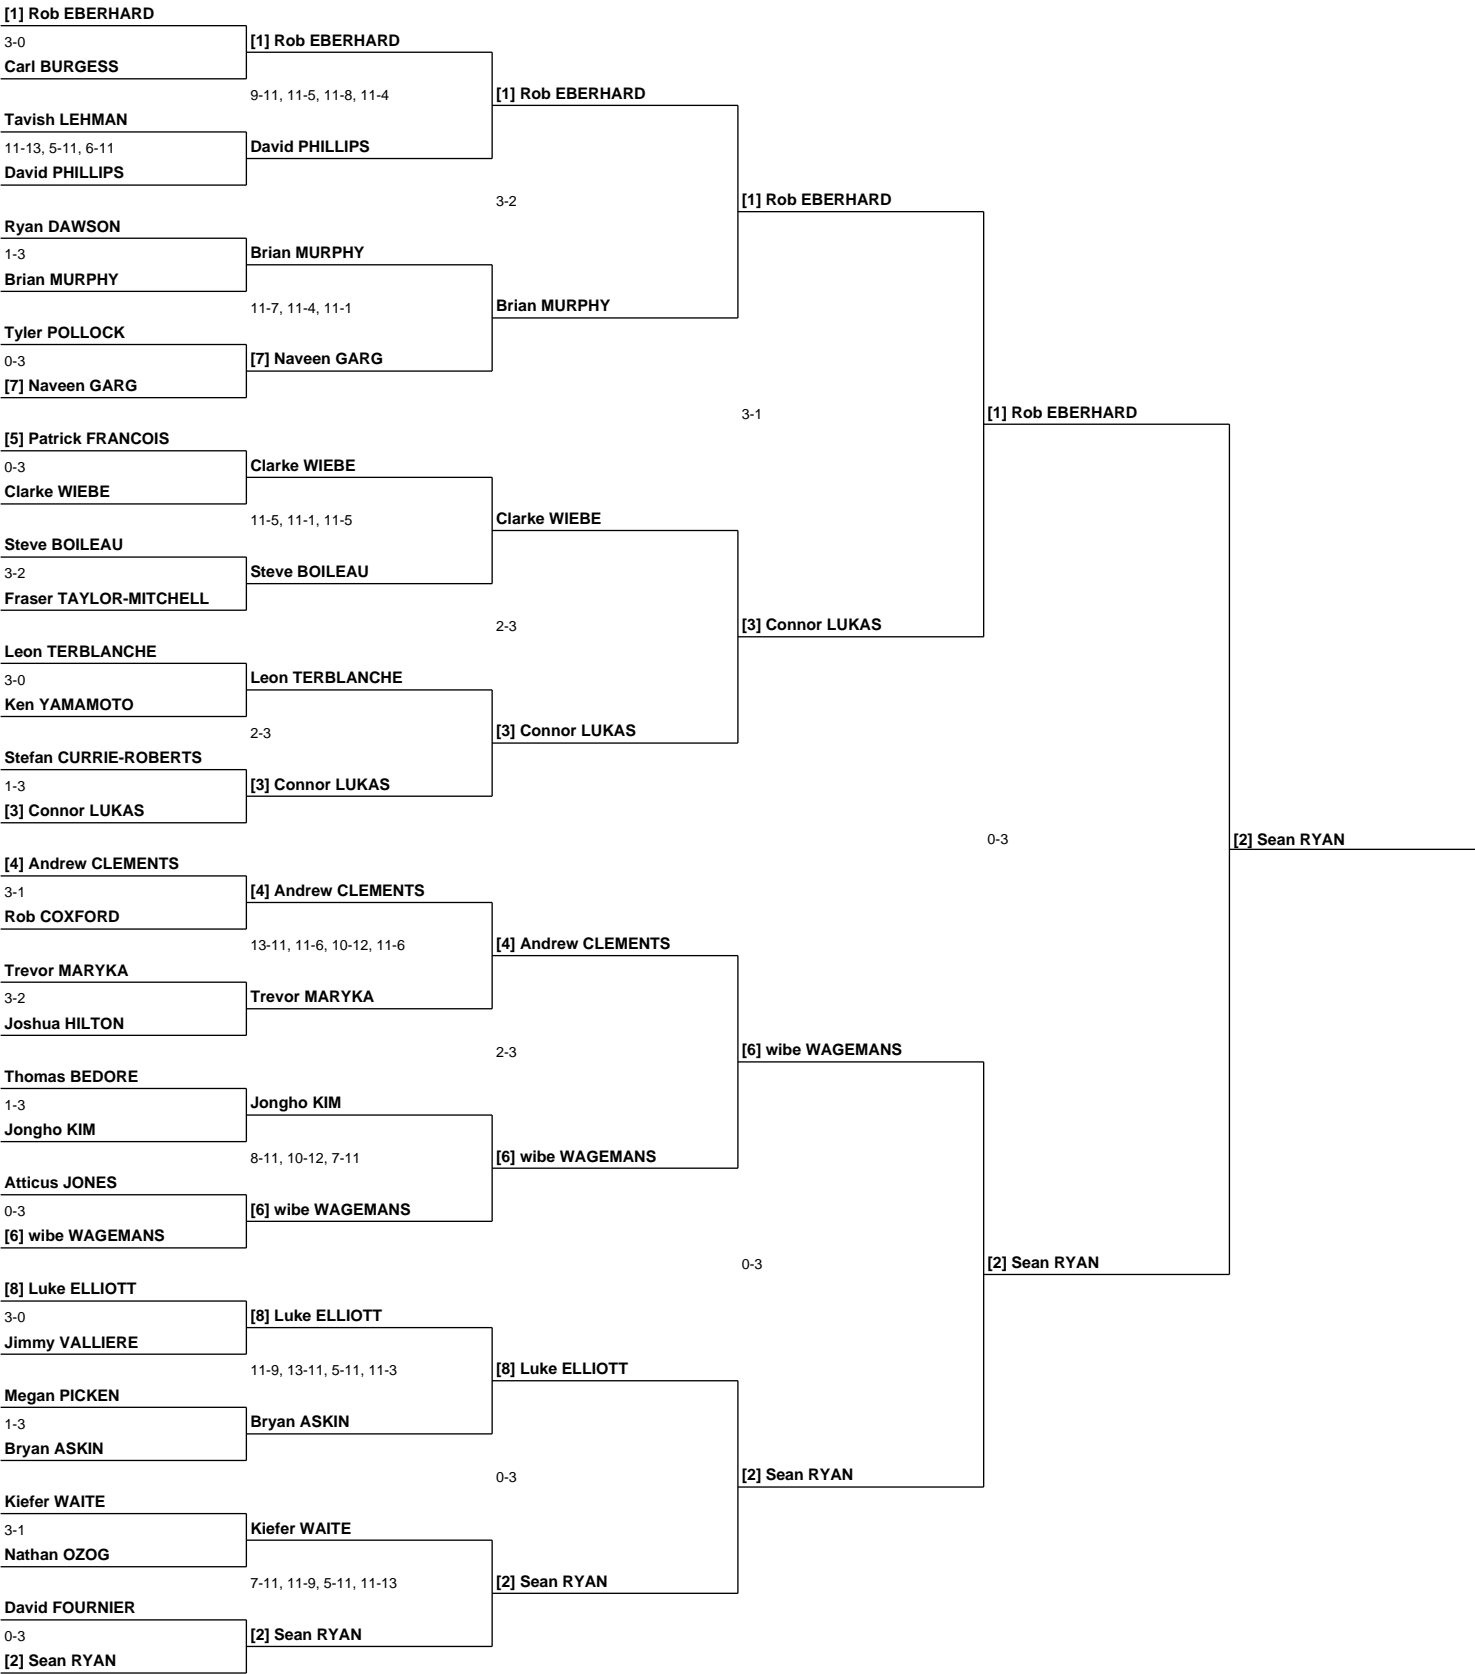 [1] Rob EBERHARD
3-0
[1] Rob EBERHARD
Carl BURGESS
9-11, 11-5, 11-8, 11-4
[1] Rob EBERHARD
Tavish LEHMAN
11-13, 5-11, 6-11
David PHILLIPS
David PHILLIPS
3-2
[1] Rob EBERHARD
Ryan DAWSON
1-3
Brian MURPHY
Brian MURPHY
11-7, 11-4, 11-1
Brian MURPHY
Tyler POLLOCK
0-3
[7] Naveen GARG
[7] Naveen GARG
3-1
[1] Rob EBERHARD
[5] Patrick FRANCOIS
0-3
Clarke WIEBE
Clarke WIEBE
11-5, 11-1, 11-5
Clarke WIEBE
Steve BOILEAU
3-2
Steve BOILEAU
Fraser TAYLOR-MITCHELL
2-3
[3] Connor LUKAS
Leon TERBLANCHE
3-0
Leon TERBLANCHE
Ken YAMAMOTO
2-3
[3] Connor LUKAS
Stefan CURRIE-ROBERTS
1-3
[3] Connor LUKAS
[3] Connor LUKAS
0-3
[2] Sean RYAN
[4] Andrew CLEMENTS
3-1
[4] Andrew CLEMENTS
Rob COXFORD
13-11, 11-6, 10-12, 11-6
[4] Andrew CLEMENTS
Trevor MARYKA
3-2
Trevor MARYKA
Joshua HILTON
2-3
[6] wibe WAGEMANS
Thomas BEDORE
1-3
Jongho KIM
Jongho KIM
8-11, 10-12, 7-11
[6] wibe WAGEMANS
Atticus JONES
0-3
[6] wibe WAGEMANS
[6] wibe WAGEMANS
0-3
[2] Sean RYAN
[8] Luke ELLIOTT
3-0
[8] Luke ELLIOTT
Jimmy VALLIERE
11-9, 13-11, 5-11, 11-3
[8] Luke ELLIOTT
Megan PICKEN
1-3
Bryan ASKIN
Bryan ASKIN
0-3
[2] Sean RYAN
Kiefer WAITE
3-1
Kiefer WAITE
Nathan OZOG
7-11, 11-9, 5-11, 11-13
[2] Sean RYAN
David FOURNIER
0-3
[2] Sean RYAN
[2] Sean RYAN